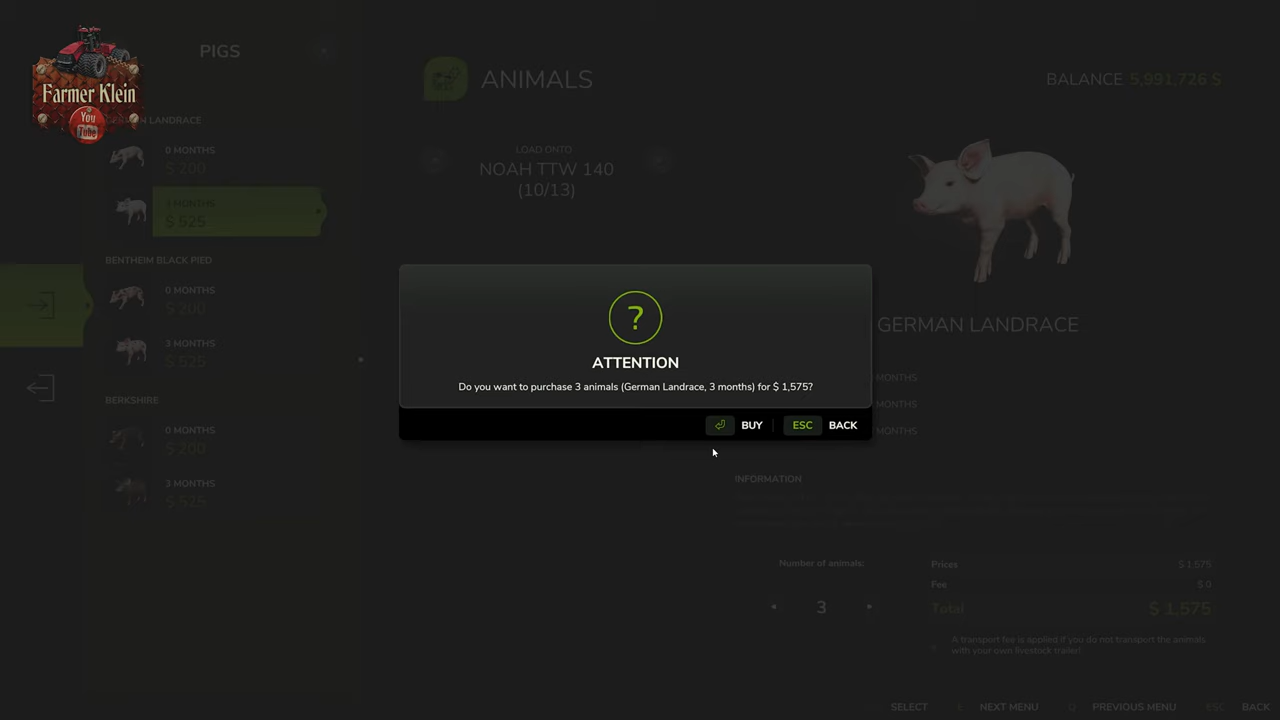 Farmer Klein
You
Tube
PIGS
LANDRACE
0 MONTHS
$ 200
3 MONTHS
$ 525
BENTHEIM BLACK PIED
0 MONTHS
$ 200
3 MONTHS
$ 525
BERKSHIRE
0 MONTHS
$ 200
3 MONTHS
$ 525
ANIMALS
BALANCE 5,991,726 $
LOAD ONTO
NOAH TTW 140
(10/13)
GERMAN LANDRACE
MONTHS
MONTHS
MONTHS
?
ATTENTION
Do you want to purchase 3 animals (German Landrace, 3 months) for $ 1,575?
BUY
ESC BACK
INFORMATION
Number of animals:
3
Prices $ 1,575
Fee $ 0
Total $ 1,575
A transport fee is applied if you do not transport the animals
with your own livestock trailer!
SELECT E NEXT MENU Q PREVIOUS MENU ESC BACK